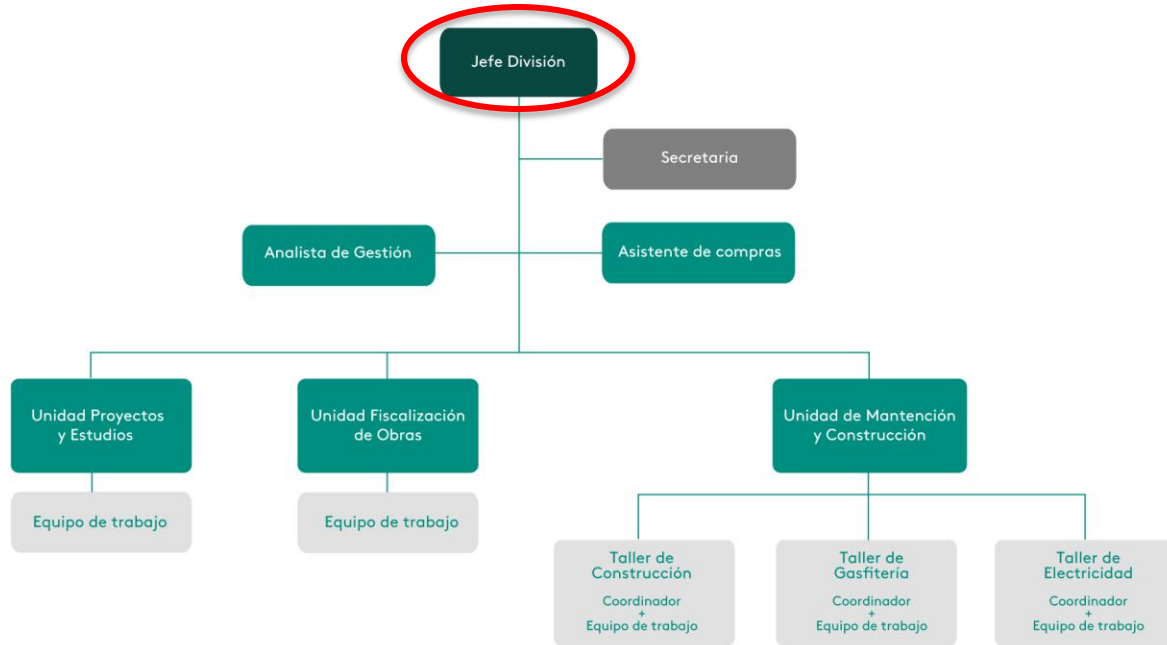 Jefe División
Secretaria
Analista de Gestión
Asistente de compras
Unidad Proyectos
y Estudios
Unidad Fiscalización
de Obras
Unidad de Mantención
y Construcción
Equipo de trabajo
Equipo de trabajo
Taller de
Construcción
Coordinador
+
Equipo de trabajo
Taller de
Gasfitería
Coordinador
+
Equipo de trabajo
Taller de
Electricidad
Coordinador
+
Equipo de trabajo